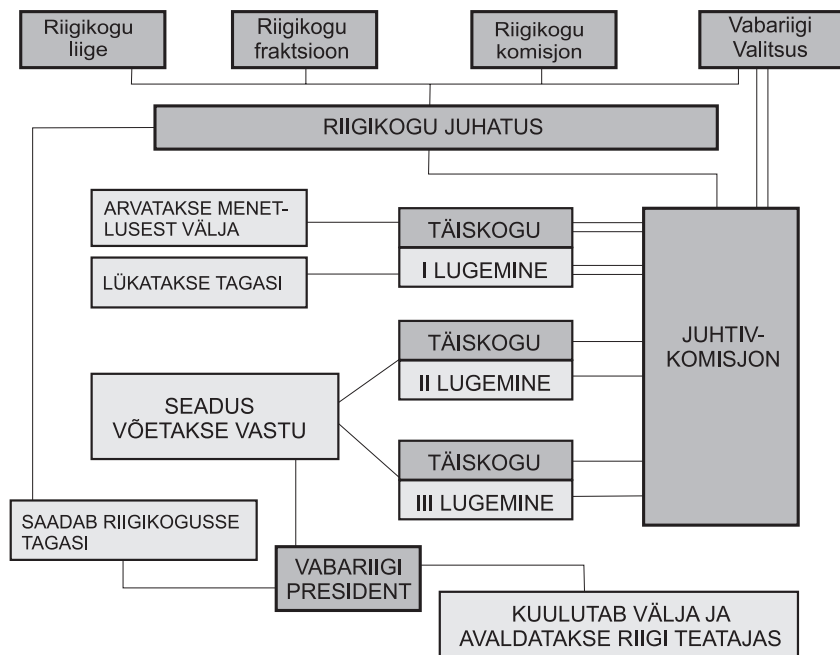 Riigikogu
liige
Riigikogu
fraktsioon
Riigikogu
komisjon
Vabariigi
Valitsus
RIIGIKOGU JUHATUS
ARVATAKSE MENET-
LUSEST VÄLJA
TÄISKOGU
I LUGEMINE
LÜKATAKSE TAGASI
JUHTIV-
KOMISJON
TÄISKOGU
II LUGEMINE
SEADUS
VÕETAKSE VASTU
TÄISKOGU
III LUGEMINE
SAADAB RIIGIKOGUSSE
TAGASI
VABARIIGI
PRESIDENT
KUULUTAB VÄLJA JA
AVALDATAKSE RIIGI TEATAJAS